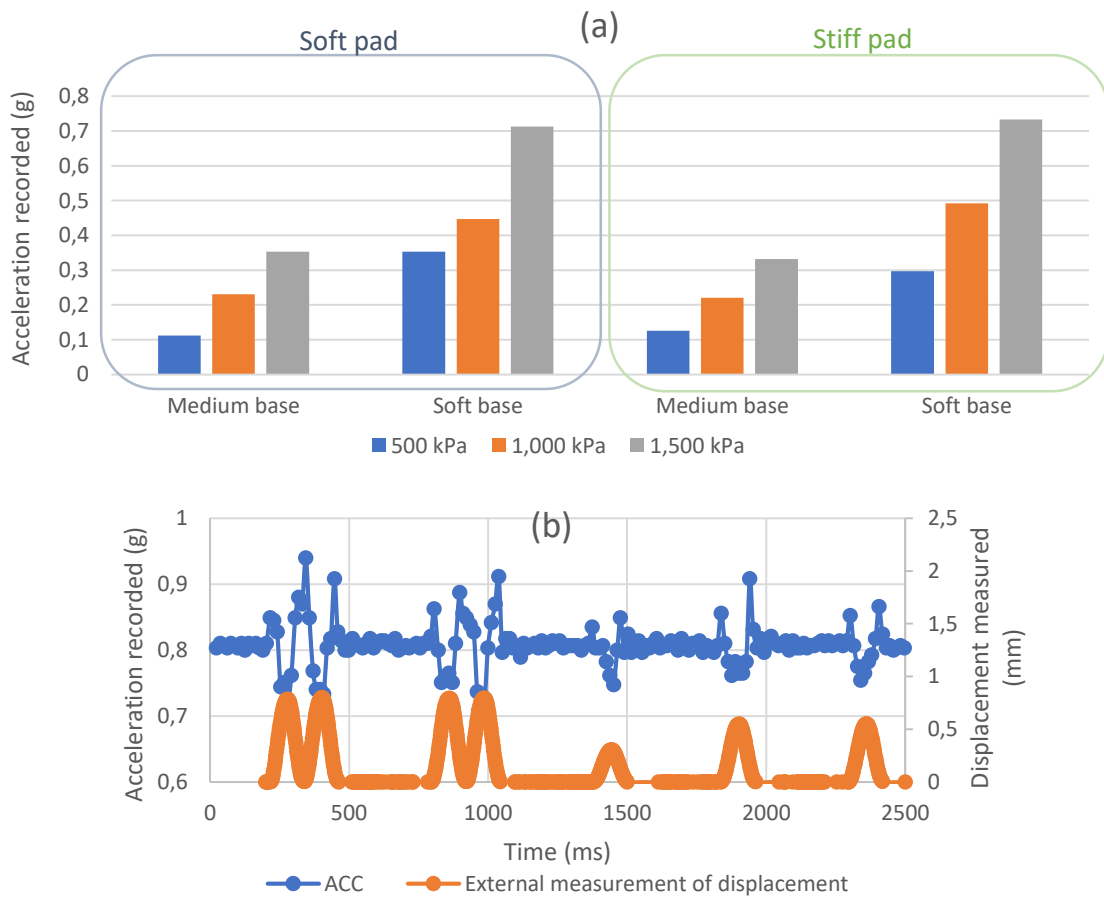 (a)
Soft pad
Stiff pad
Acceleration recorded (g)
0,8
0,7
0,6
0,5
0,4
0,3
0,2
0,1
0
Medium base
Soft base
Medium base
Soft base
500 kPa
1,000 kPa
1,500 kPa
(b)
Acceleration recorded (g)
1
0,9
0,8
0,7
0,6
2,5
2
1,5
1
0,5
0
Displacement measured
(mm)
0
500
1000
1500
2000
2500
Time (ms)
ACC
External measurement of displacement